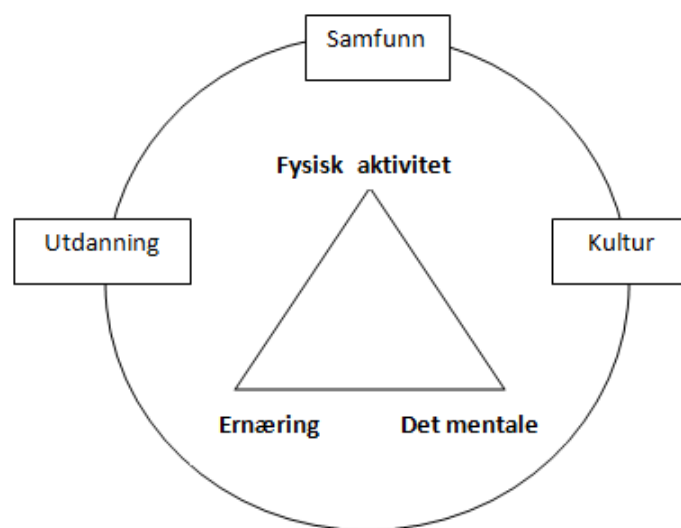 Samfunn
Fysisk aktivitet
Utdanning
Kultur
Ernæring
Det mentale